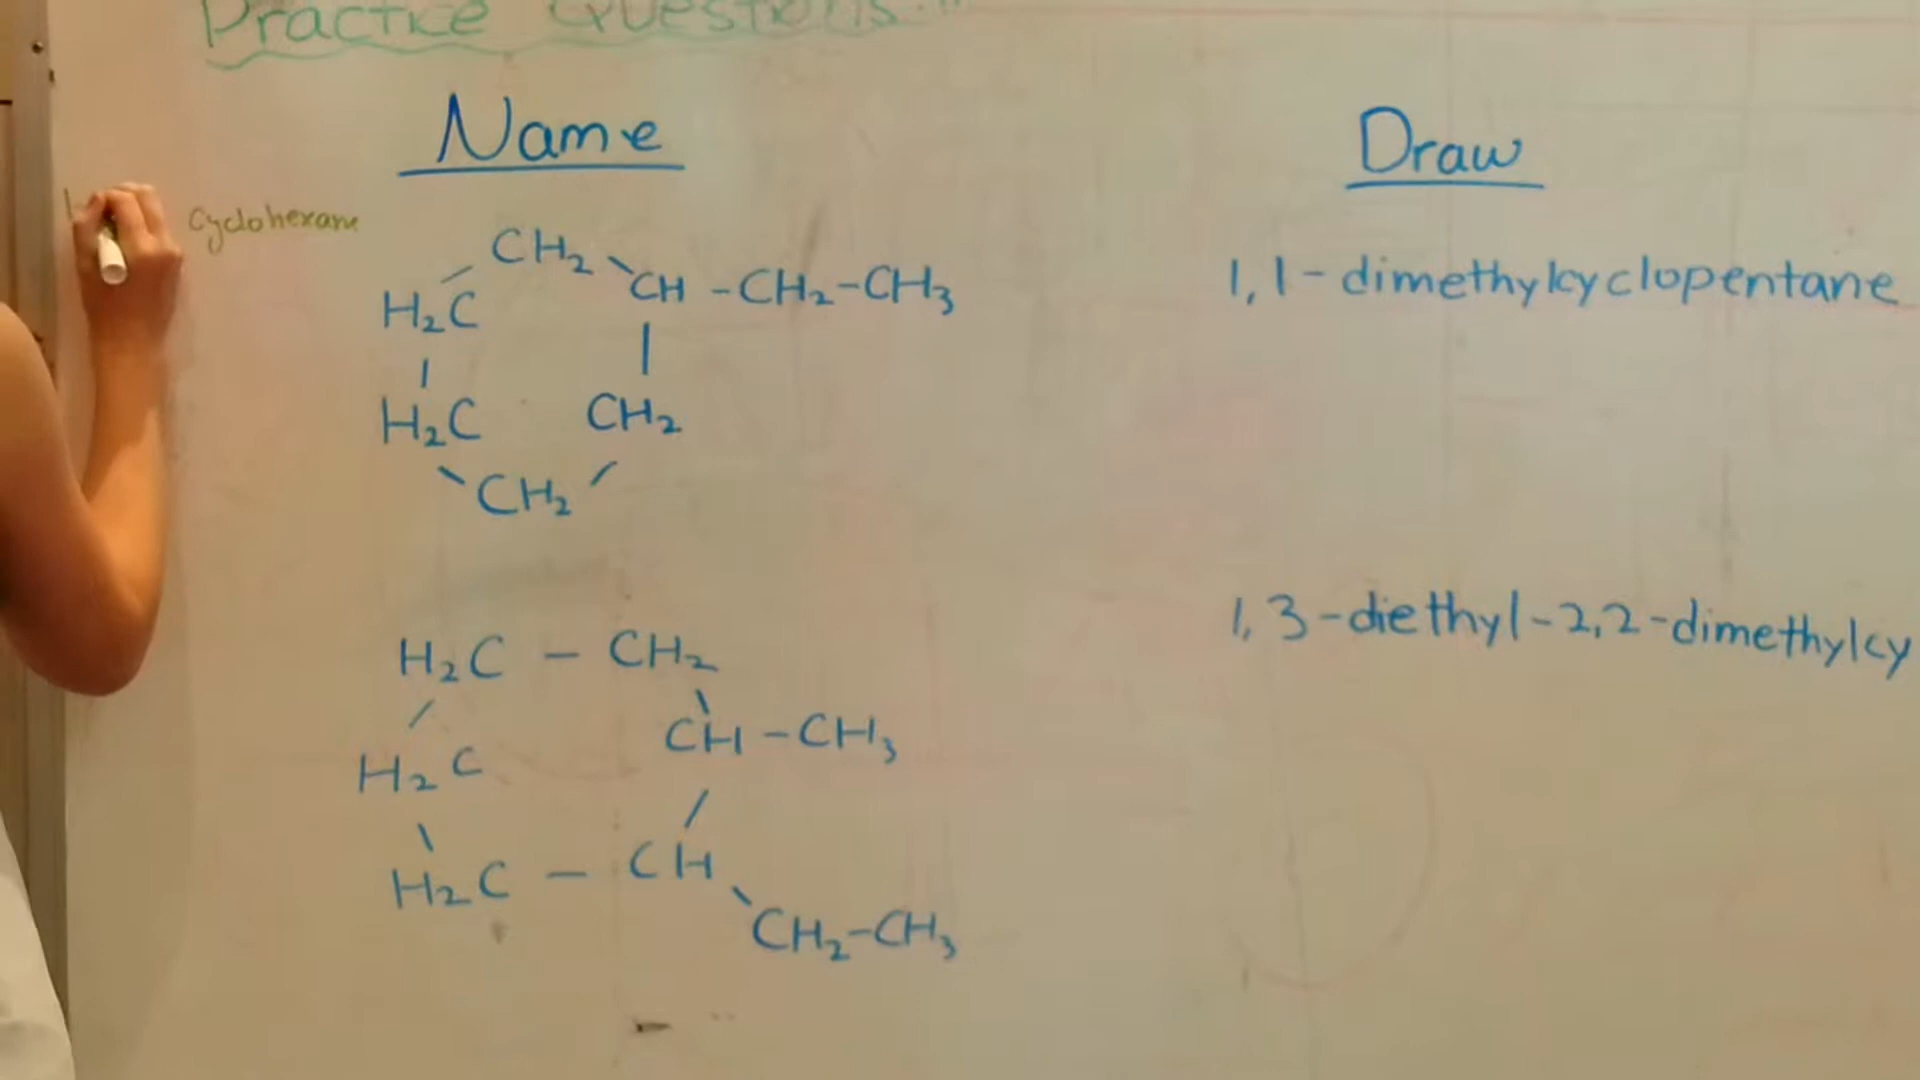 Practice Questions...
Name
Draw
Cyclohexane
CH₂
CH -CH₂-CH₃
H₂C
1,1-dimethylcyclopentane
H₂C CH₂
CH₂
1,3-diethyl-2,2-dimethylcy
H₂C - CH₂
CH -CH₃
H₂C
H₂C - CH
CH₂-CH₃